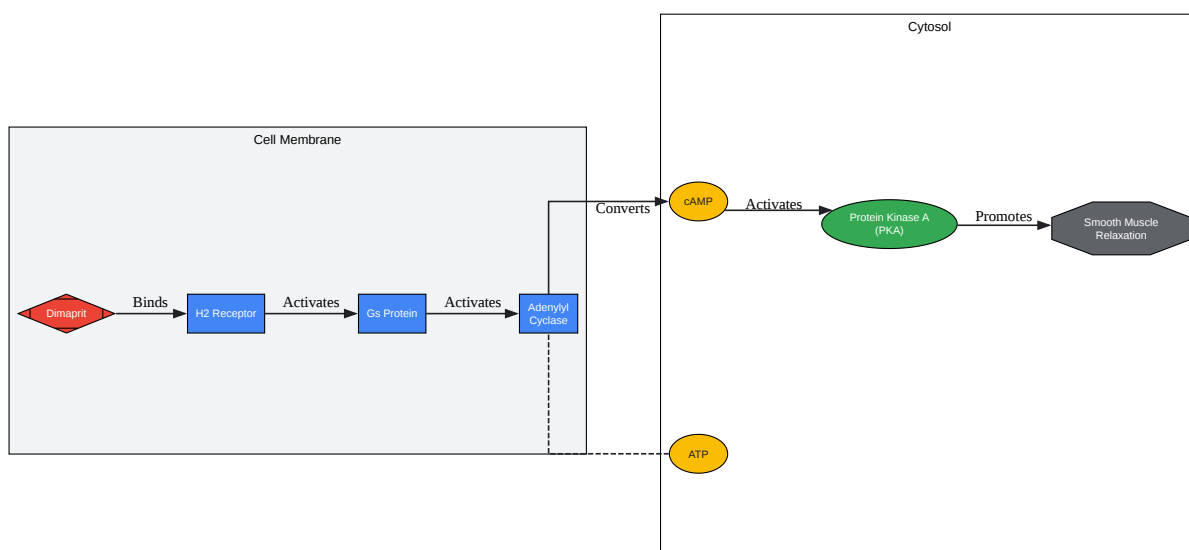 Cytosol
Cell Membrane
Converts
cAMP
Activates
Protein Kinase A
(PKA)
Promotes
Smooth Muscle
Relaxation
Dimaprit
Binds
H2 Receptor
Activates
Gs Protein
Activates
Adenylyl
Cyclase
ATP